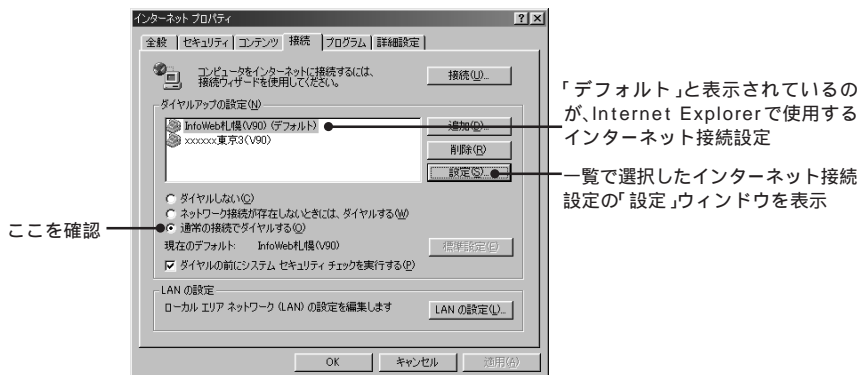 インターネット プロパティ
全般 セキュリティ コンテンツ 接続 プログラム 詳細設定
コンピュータをインターネットに接続するには、
接続ウィザードを使用してください。
接続(U)...
ダイヤルアップの設定(N)
InfoWeb札幌(V90) (デフォルト)
xxxxxx東京3(V90)
追加(D)...
削除(R)
設定(S)...
ダイヤルしない(C)
ネットワーク接続が存在しないときには、ダイヤルする(W)
通常の接続でダイヤルする(O)
現在のデフォルト: InfoWeb札幌(V90)
標準設定(E)
ダイヤルの前にシステム セキュリティ チェックを実行する(P)
LAN の設定
ローカル エリア ネットワーク (LAN) の設定を編集します
LAN の設定(L)...
OK
キャンセル
適用(A)
ここを確認
「デフォルト」と表示されているの
が、Internet Explorerで使用する
インターネット接続設定
一覧で選択したインターネット接続
設定の「設定」ウィンドウを表示